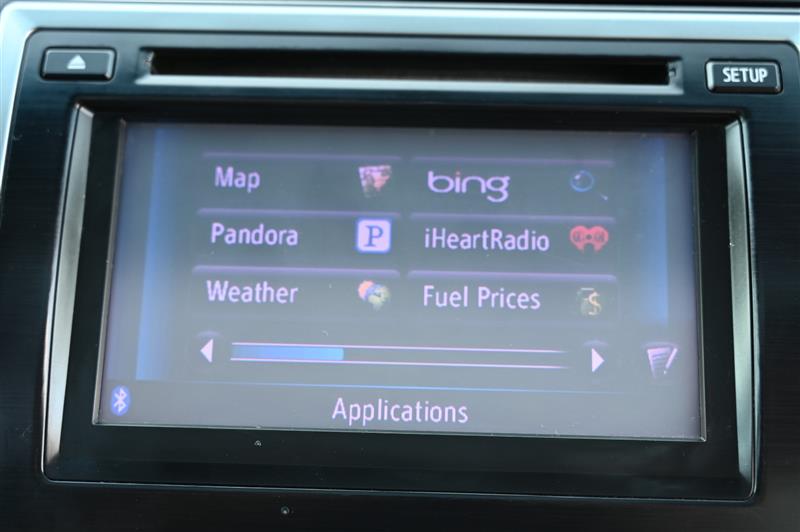 SETUP
Map
bing
Pandora
P
iHeartRadio
Weather
Fuel Prices
$
Applications